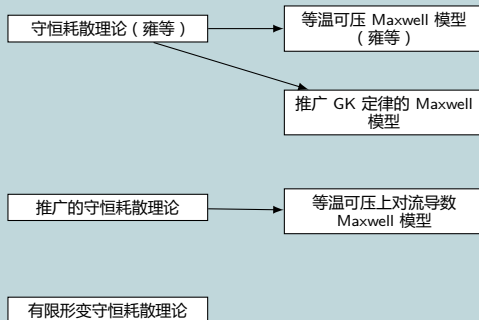 守恒耗散理论（雍等）
等温可压 Maxwell 模型
（雍等）
推广 GK 定律的 Maxwell
模型
推广的守恒耗散理论
等温可压上对流导数
Maxwell 模型
有限形变守恒耗散理论